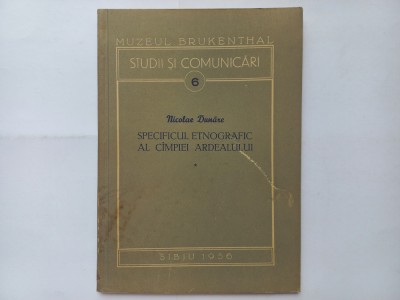 MUZEUL BRUKENTHAL
STUDII ȘI COMUNICĂRI
6
Nicolae Dunăre
SPECIFICUL ETNOGRAFIC
AL CÎMPIEI ARDEALULUI
SIBIU 1956